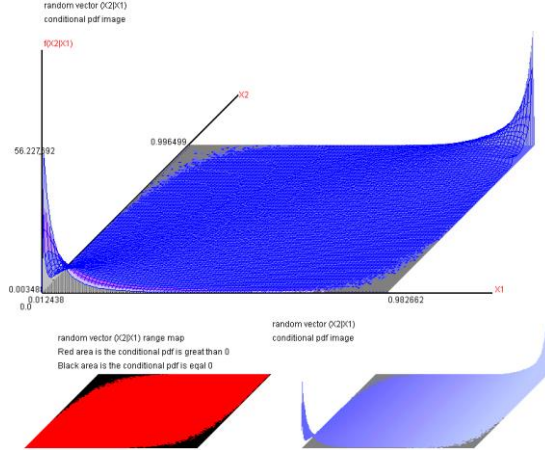 random vector (X2|X1)
conditional pdf image
f(X2|X1)
X2
0.996499
56.227392
0.003481
0.012438
0.982662
X1
0.0
random vector (X2|X1)
conditional pdf image
random vector (X2|X1) range map
Red area is the conditional pdf is great than 0
Black area is the conditional pdf is eqal 0